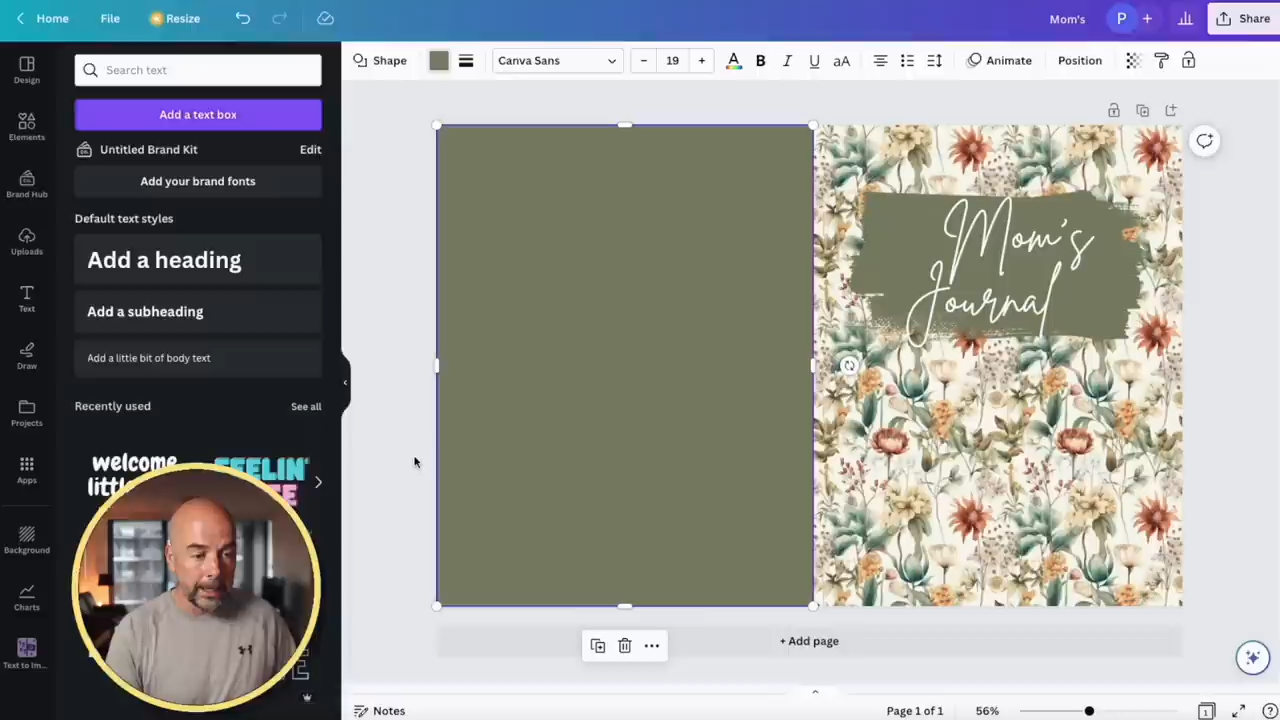 Home
File
Resize
Mom's
P
+
Share
Design
Elements
Brand Hub
Uploads
Text
Draw
Projects
Apps
Background
Charts
Text to Im...
Search text
Add a text box
Untitled Brand Kit
Edit
Add your brand fonts
Default text styles
Add a heading
Add a subheading
Add a little bit of body text
Recently used
See all
welcome
FEELIN'
Shape
Canva Sans
− 19 +
A
B
I
U
aA
Animate
Position
Mom's
Journal
+ Add page
Notes
Page 1 of 1
56%
1
?